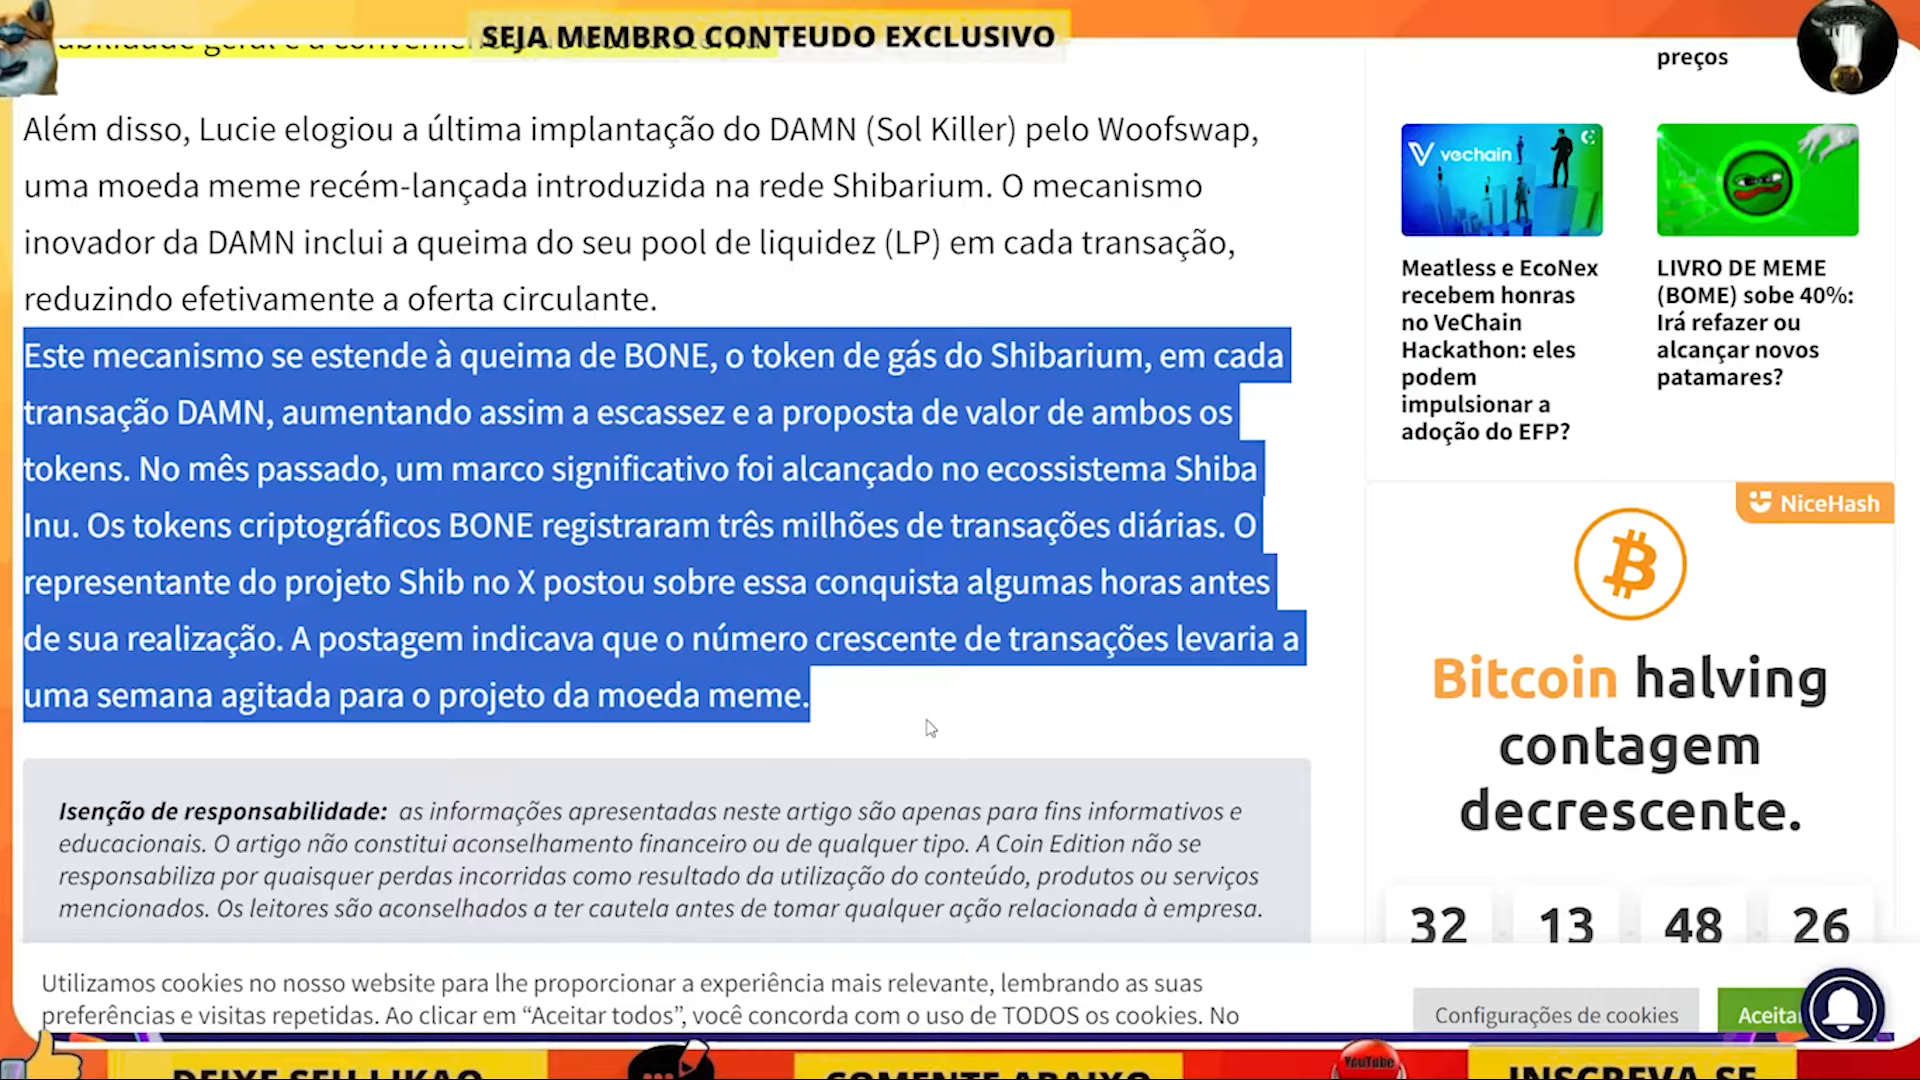 SEJA MEMBRO CONTEUDO EXCLUSIVO
preços
Além disso, Lucie elogiou a última implantação do DAMN (Sol Killer) pelo Woofswap,
uma moeda meme recém-lançada introduzida na rede Shibarium. O mecanismo
inovador da DAMN inclui a queima do seu pool de liquidez (LP) em cada transação,
reduzindo efetivamente a oferta circulante.
Este mecanismo se estende à queima de BONE, o token de gás do Shibarium, em cada
transação DAMN, aumentando assim a escassez e a proposta de valor de ambos os
tokens. No mês passado, um marco significativo foi alcançado no ecossistema Shiba
Inu. Os tokens criptográficos BONE registraram três milhões de transações diárias. O
representante do projeto Shib no X postou sobre essa conquista algumas horas antes
de sua realização. A postagem indicava que o número crescente de transações levaria a
uma semana agitada para o projeto da moeda meme.
Isenção de responsabilidade: as informações apresentadas neste artigo são apenas para fins informativos e
educacionais. O artigo não constitui aconselhamento financeiro ou de qualquer tipo. A Coin Edition não se
responsabiliza por quaisquer perdas incorridas como resultado da utilização do conteúdo, produtos ou serviços
mencionados. Os leitores são aconselhados a ter cautela antes de tomar qualquer ação relacionada à empresa.
vechain
Meatless e EcoNex
recebem honras
no VeChain
Hackathon: eles
podem
impulsionar a
adoção do EFP?
LIVRO DE MEME
(BOME) sobe 40%:
Irá refazer ou
alcançar novos
patamares?
NiceHash
Bitcoin halving
contagem
decrescente.
32 13 48 26
Utilizamos cookies no nosso website para lhe proporcionar a experiência mais relevante, lembrando as suas
preferências e visitas repetidas. Ao clicar em “Aceitar todos”, você concorda com o uso de TODOS os cookies. No
Configurações de cookies
Aceita
DEIXE SEU LIKAO
COMENTE ABAIXO
YouTube
INSCREVA-SE